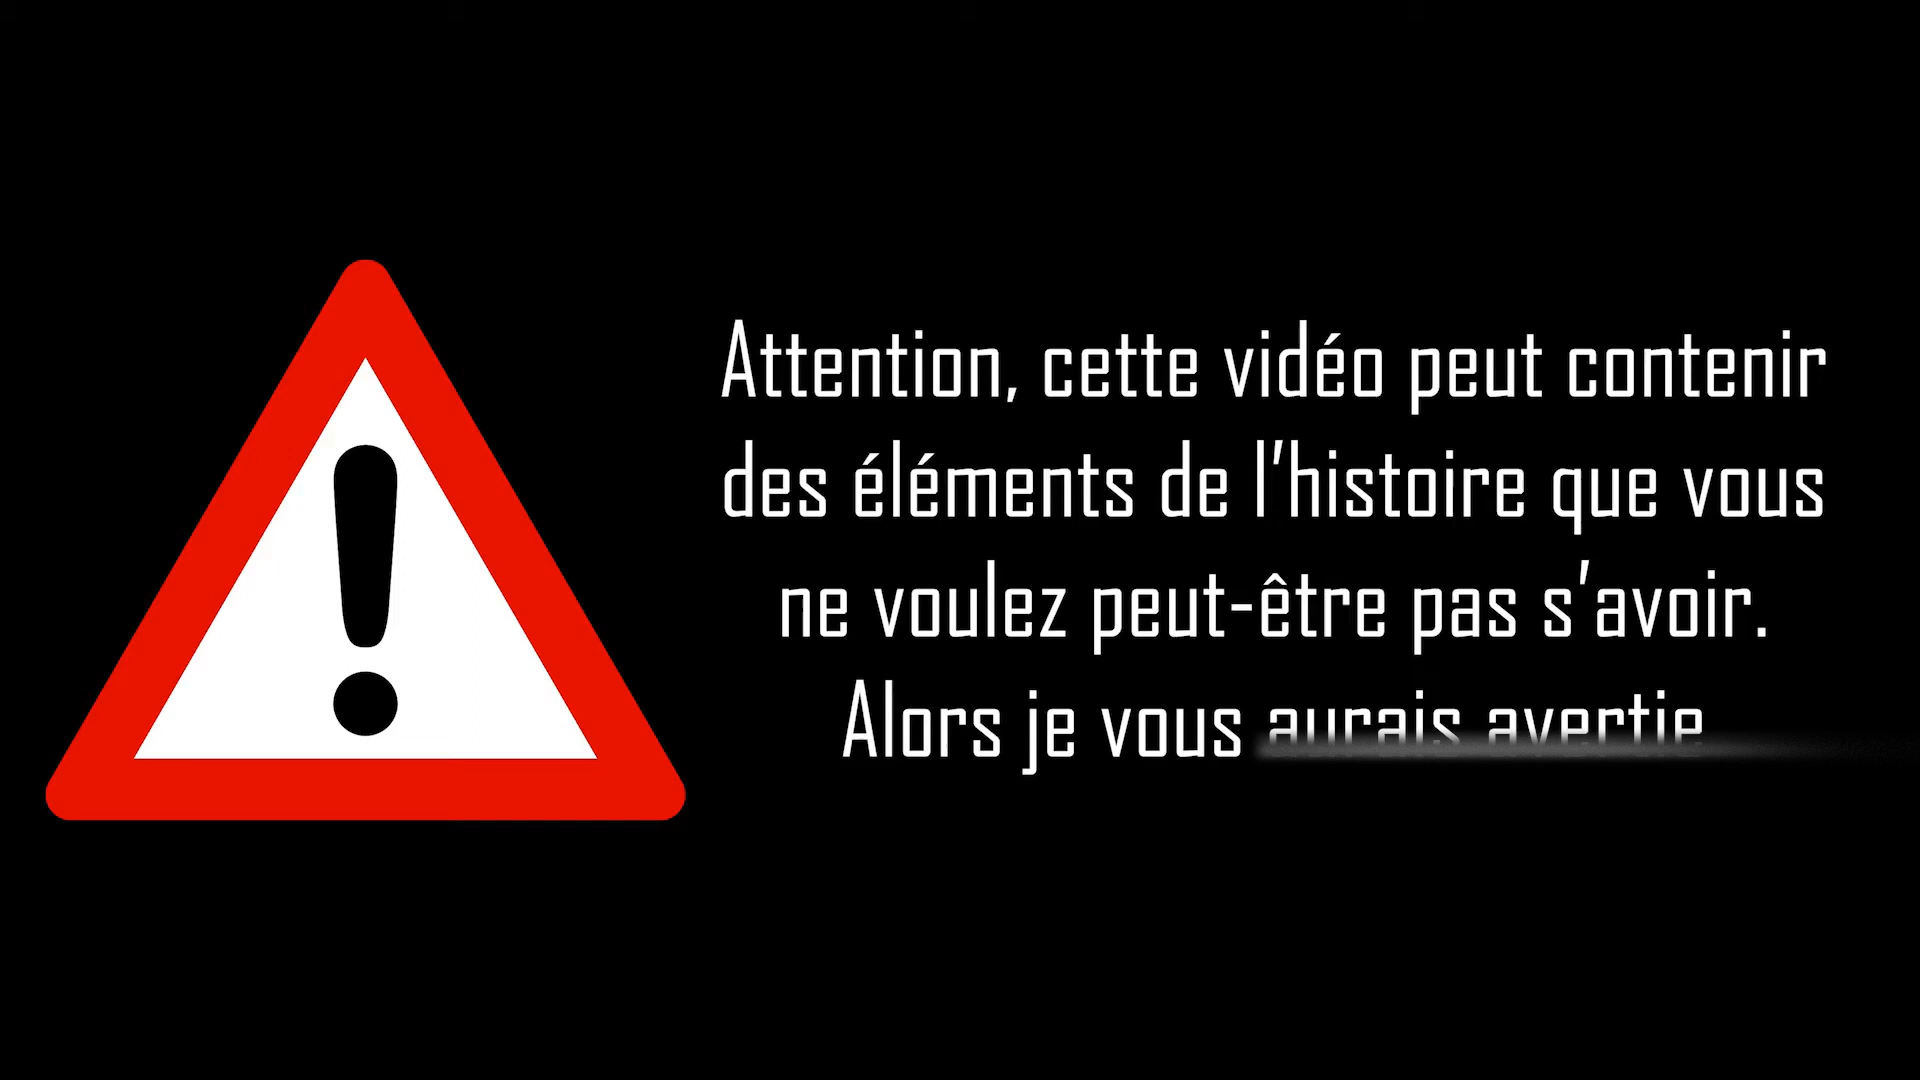 Attention, cette vidéo peut contenir
des éléments de l'histoire que vous
ne voulez peut-être pas s'avoir.
Alors je vous aurais avertie